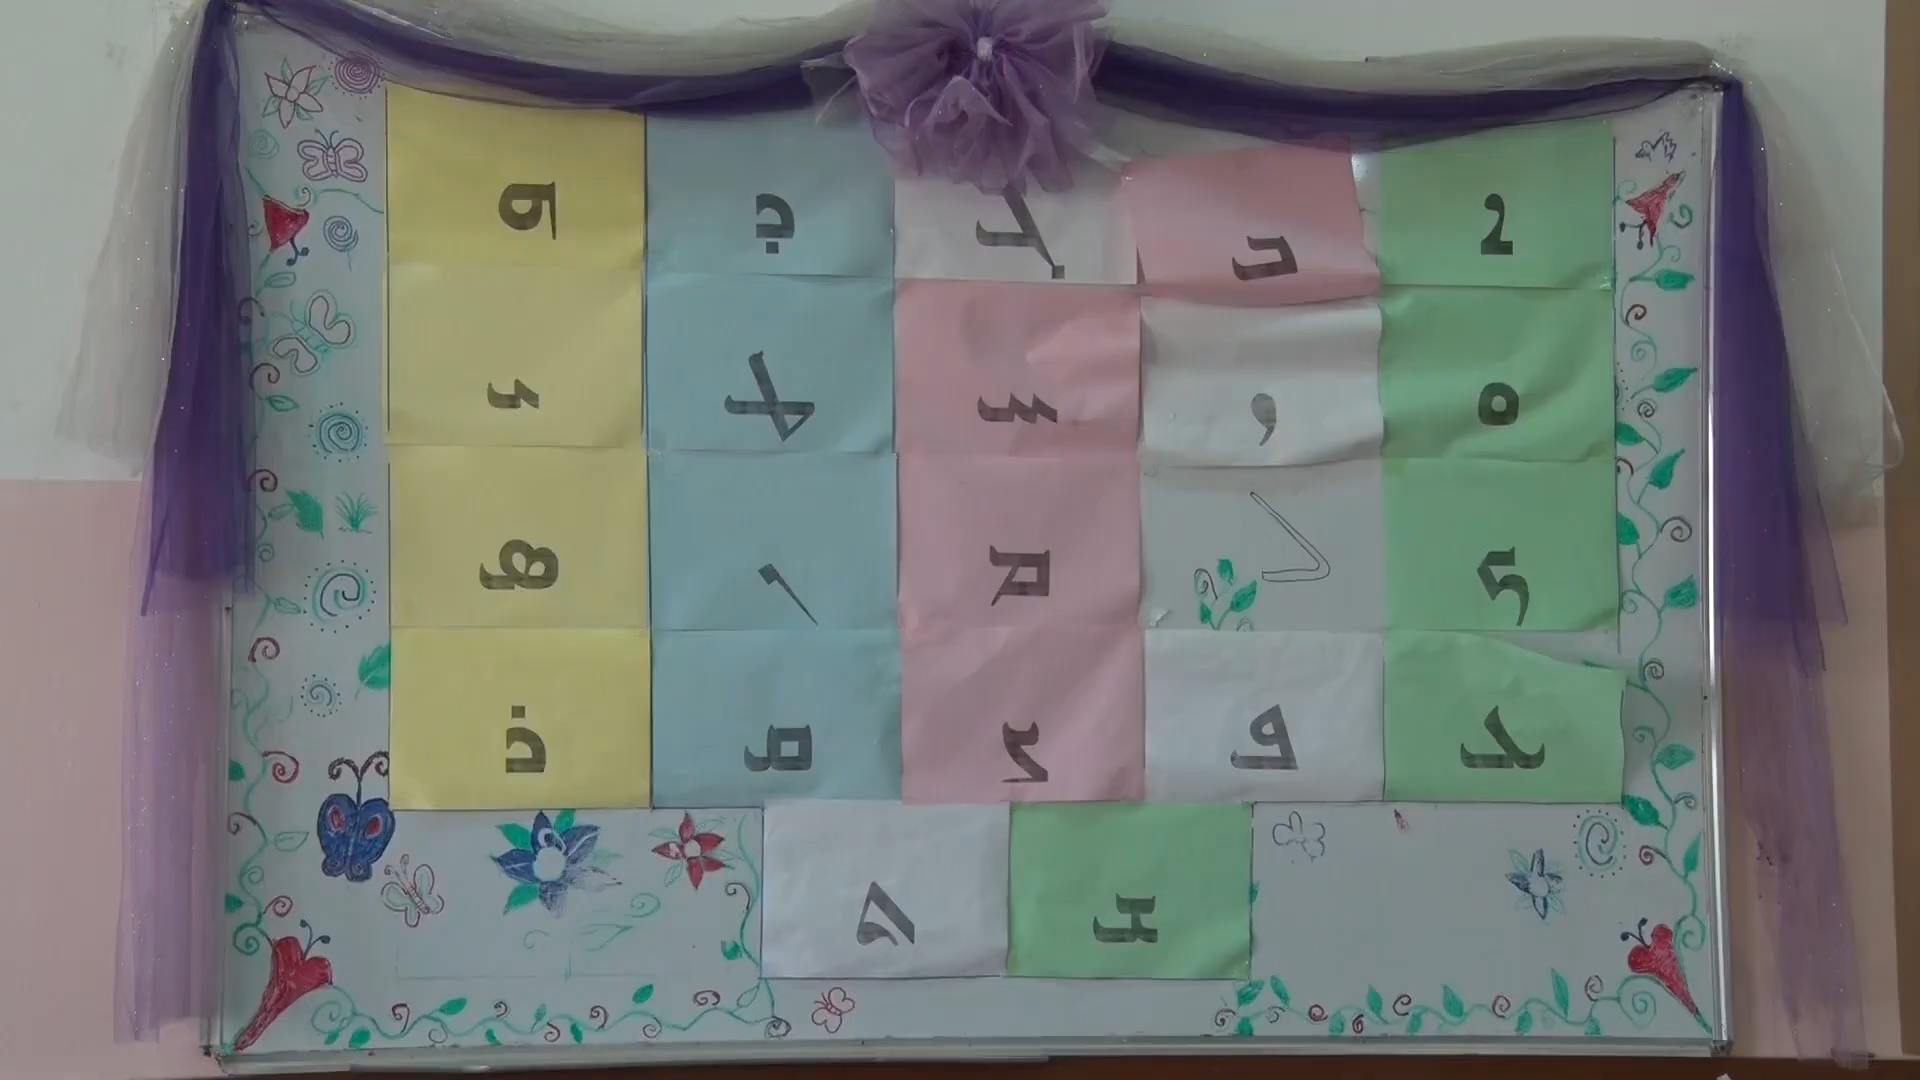 ܐ ܒ ܓ ܕ ܗ
ܘ ܙ ܚ ܛ ܝ
ܟ ܠ ܡ ܢ ܣ
ܥ ܦ ܨ ܩ ܪ
ܫ ܬ